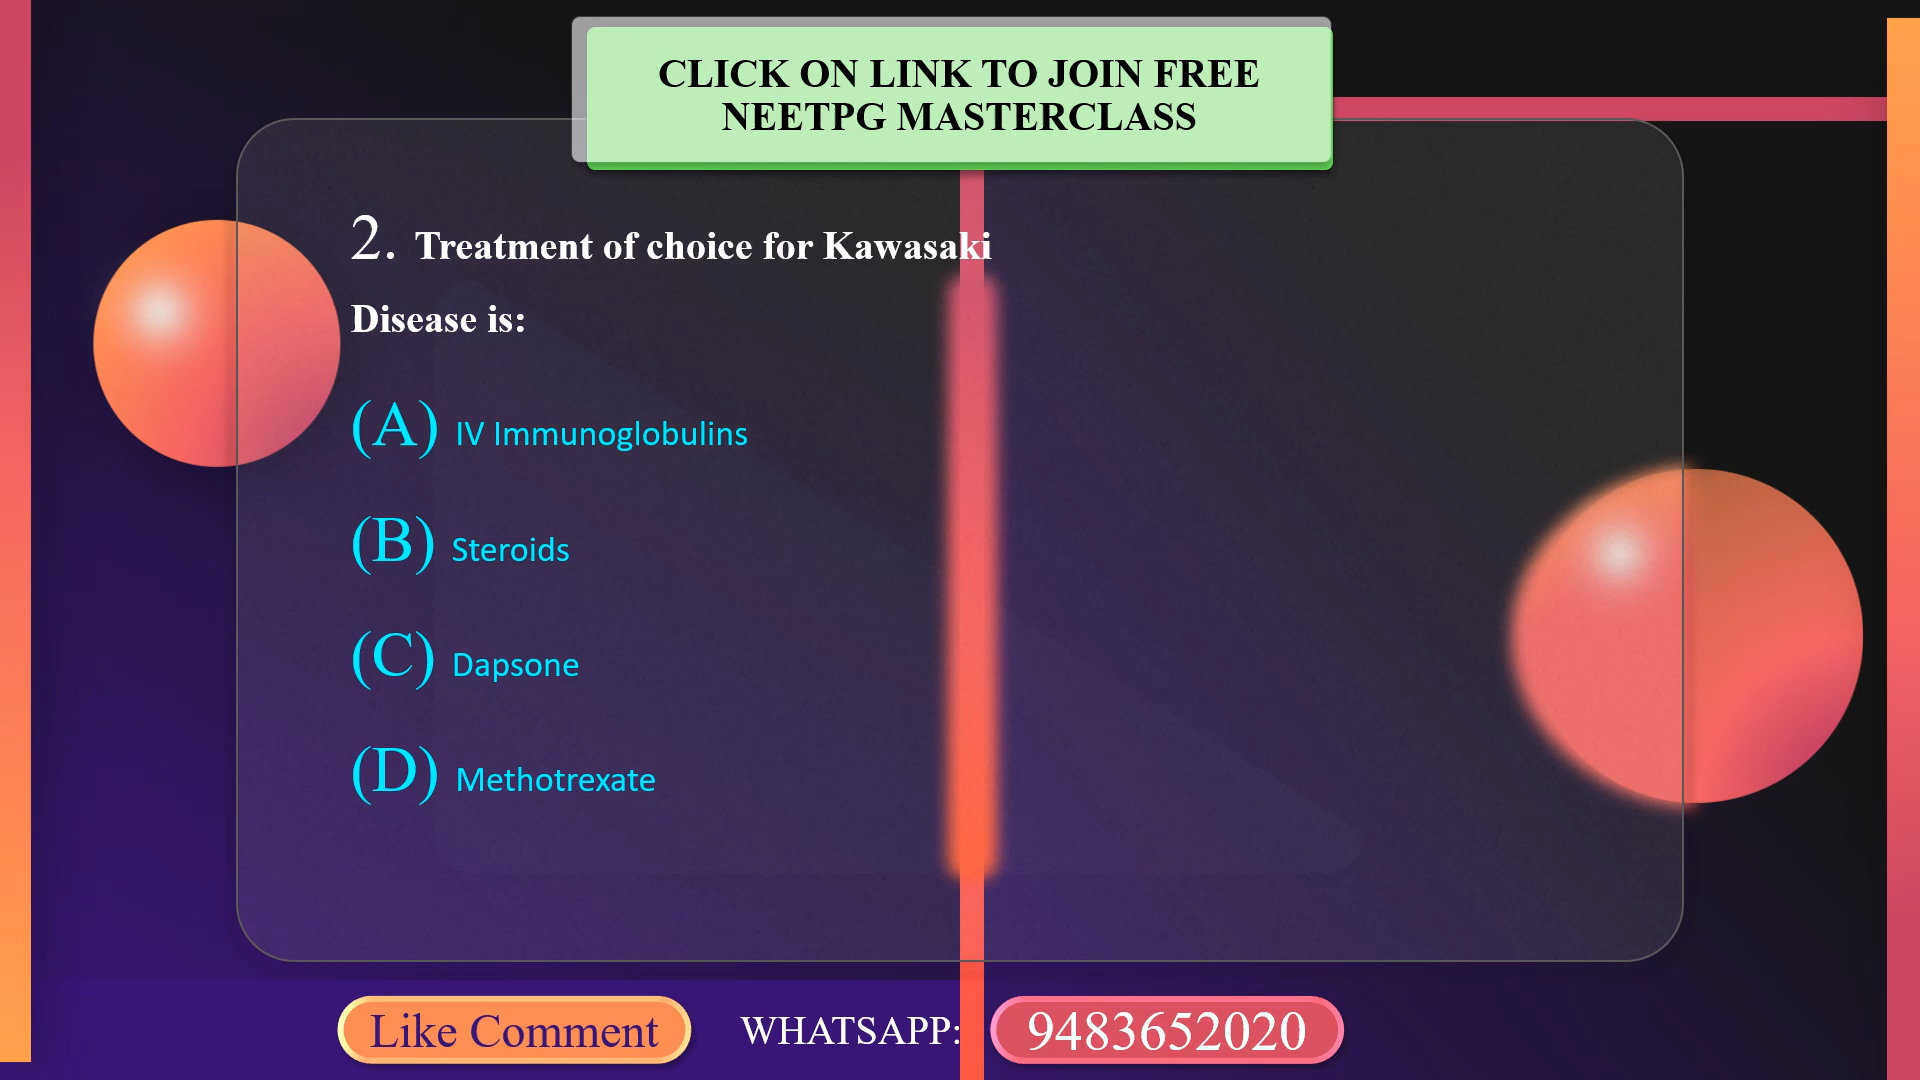 CLICK ON LINK TO JOIN FREE
NEETPG MASTERCLASS
2. Treatment of choice for Kawasaki
Disease is:
(A) IV Immunoglobulins
(B) Steroids
(C) Dapsone
(D) Methotrexate
Like Comment WHATSAPP: 9483652020